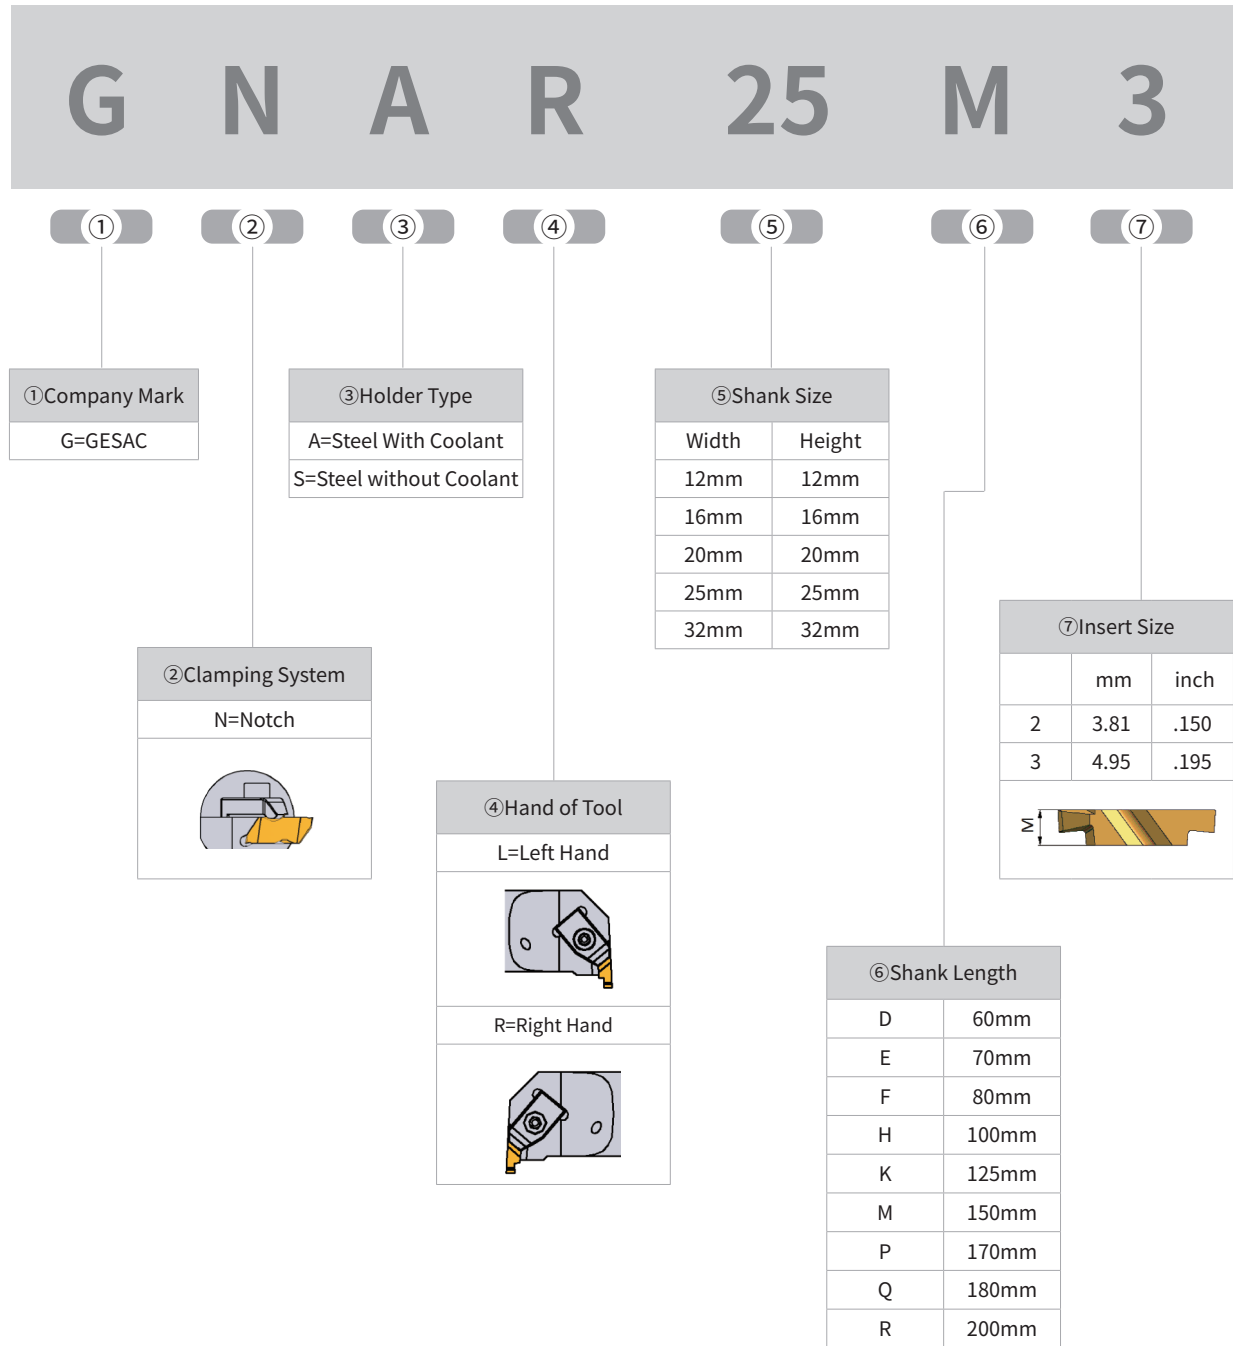 G N A R 25 M 3
① ② ③ ④ ⑤ ⑥ ⑦
①Company Mark
G=GESAC
③Holder Type
A=Steel With Coolant
S=Steel without Coolant
⑤Shank Size
Width Height
12mm 12mm
16mm 16mm
20mm 20mm
25mm 25mm
32mm 32mm
②Clamping System
N=Notch
④Hand of Tool
L=Left Hand
R=Right Hand
⑦Insert Size
mm inch
2 3.81 .150
3 4.95 .195
M
⑥Shank Length
D 60mm
E 70mm
F 80mm
H 100mm
K 125mm
M 150mm
P 170mm
Q 180mm
R 200mm